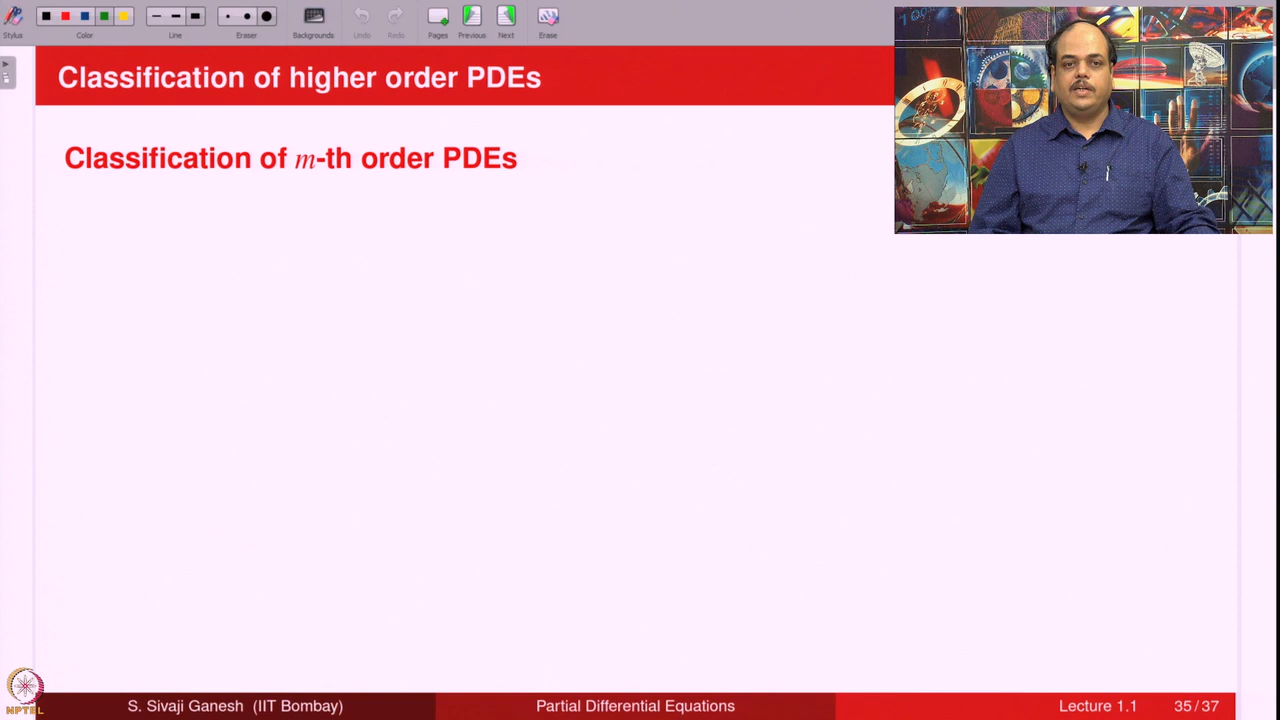 Stylus Color Line Eraser Backgrounds Undo Redo Pages Previous Next Erase
Classification of higher order PDEs
Classification of m-th order PDEs
NPTEL
S. Sivaji Ganesh (IIT Bombay) Partial Differential Equations Lecture 1.1 35/37